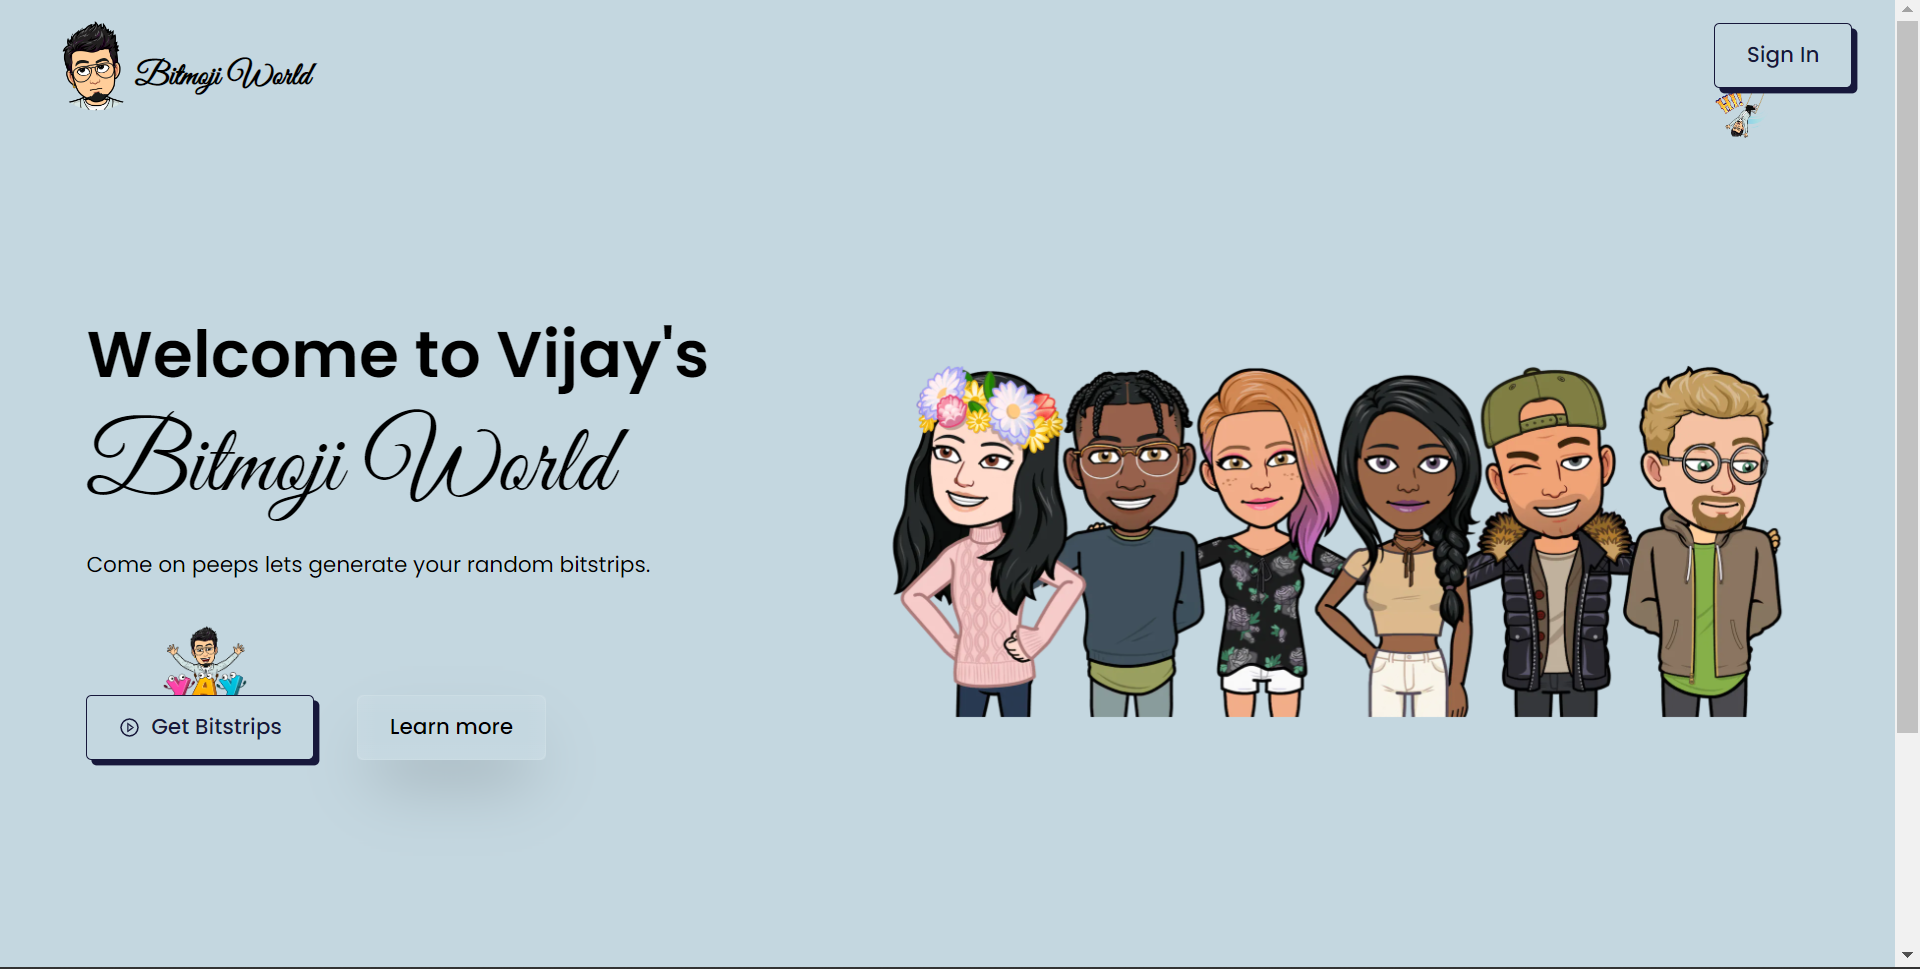 Bitmoji World
Sign In
HI!
Welcome to Vijay's
Bitmoji World
Come on peeps lets generate your random bitstrips.
YAY
Get Bitstrips
Learn more